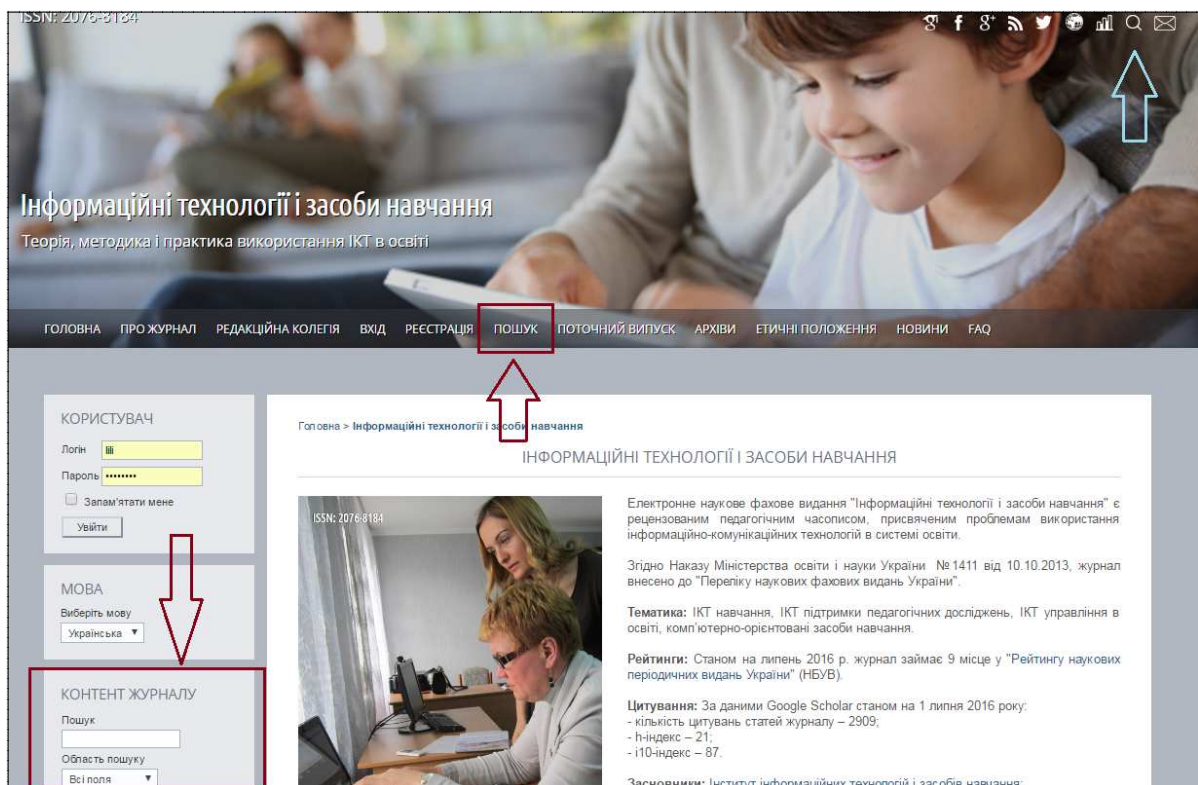 ISSN: 2076-8184
Інформаційні технології і засоби навчання
Теорія, методика і практика використання ІКТ в освіті
ГОЛОВНА ПРО ЖУРНАЛ РЕДАКЦІЙНА КОЛЕГІЯ ВХІД РЕЄСТРАЦІЯ ПОШУК ПОТОЧНИЙ ВИПУСК АРХІВИ ЕТИЧНІ ПОЛОЖЕННЯ НОВИНИ FAQ
КОРИСТУВАЧ
Логін lili
Пароль ••••••••
Запам'ятати мене
Увійти
МОВА
Виберіть мову
Українська
КОНТЕНТ ЖУРНАЛУ
Пошук
Область пошуку
Всі поля
Головна > Інформаційні технології і засоби навчання
ІНФОРМАЦІЙНІ ТЕХНОЛОГІЇ І ЗАСОБИ НАВЧАННЯ
ISSN: 2076-8184
Електронне наукове фахове видання "Інформаційні технології і засоби навчання" є
рецензованим педагогічним часописом, присвяченим проблемам використання
інформаційно-комунікаційних технологій в системі освіти.
Згідно Наказу Міністерства освіти і науки України №1411 від 10.10.2013, журнал
внесено до "Переліку наукових фахових видань України".
Тематика: ІКТ навчання, ІКТ підтримки педагогічних досліджень, ІКТ управління в
освіті, комп’ютерно-орієнтовані засоби навчання.
Рейтинги: Станом на липень 2016 р. журнал займає 9 місце у "Рейтингу наукових
періодичних видань України" (НБУВ).
Цитування: За даними Google Scholar станом на 1 липня 2016 року:
- кількість цитувань статей журналу – 2909;
- h-індекс – 21;
- i10-індекс – 87.
Засновники: Інститут інформаційних технологій і засобів навчання;